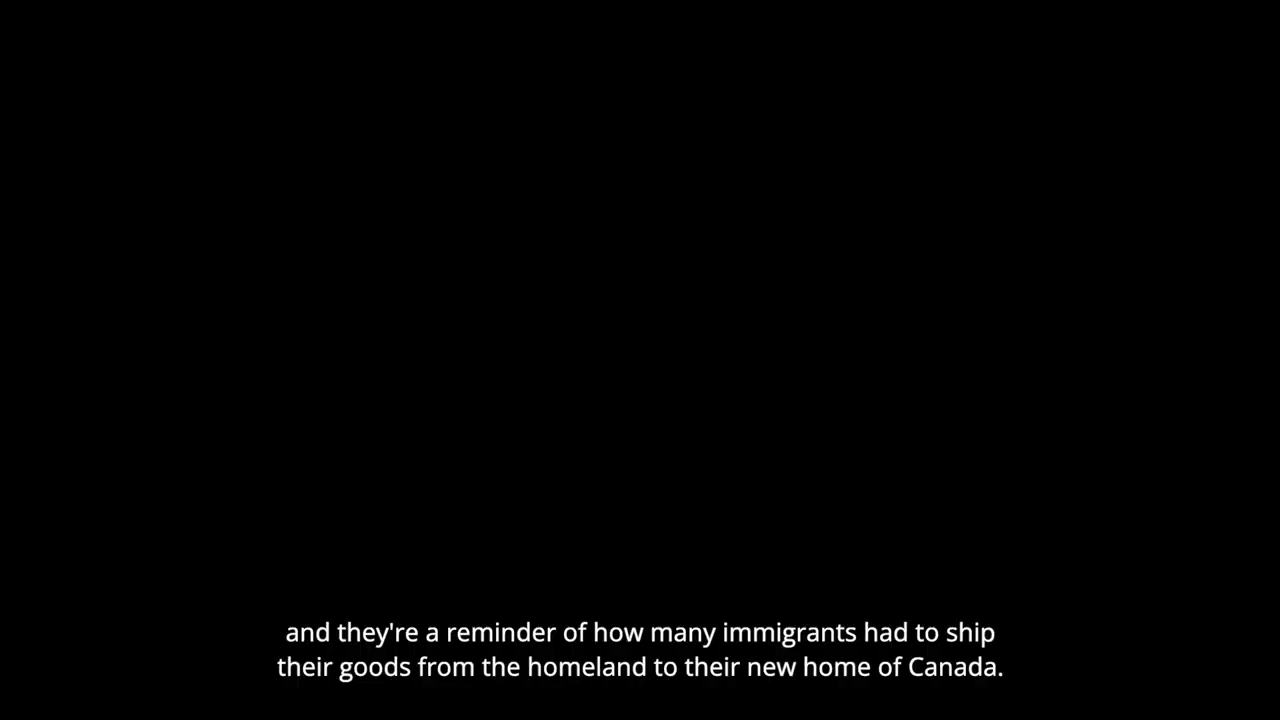 and they're a reminder of how many immigrants had to ship
their goods from the homeland to their new home of Canada.